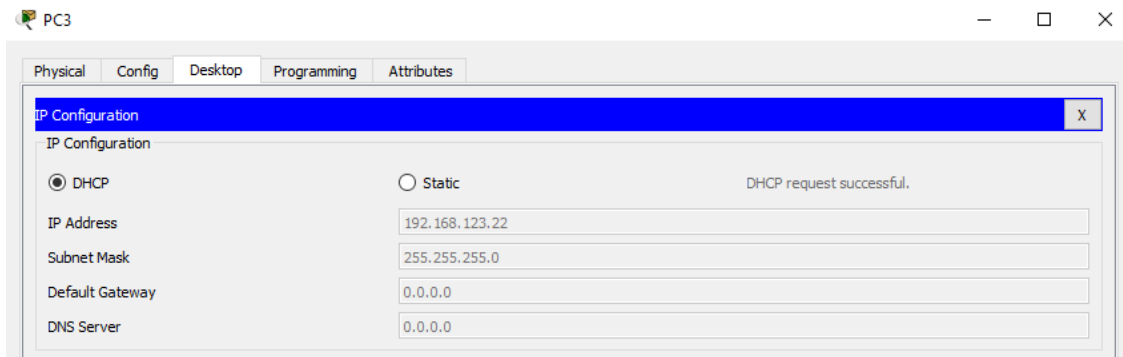 PC3
Physical Config Desktop Programming Attributes
IP Configuration X
IP Configuration
DHCP Static DHCP request successful.
IP Address 192.168.123.22
Subnet Mask 255.255.255.0
Default Gateway 0.0.0.0
DNS Server 0.0.0.0